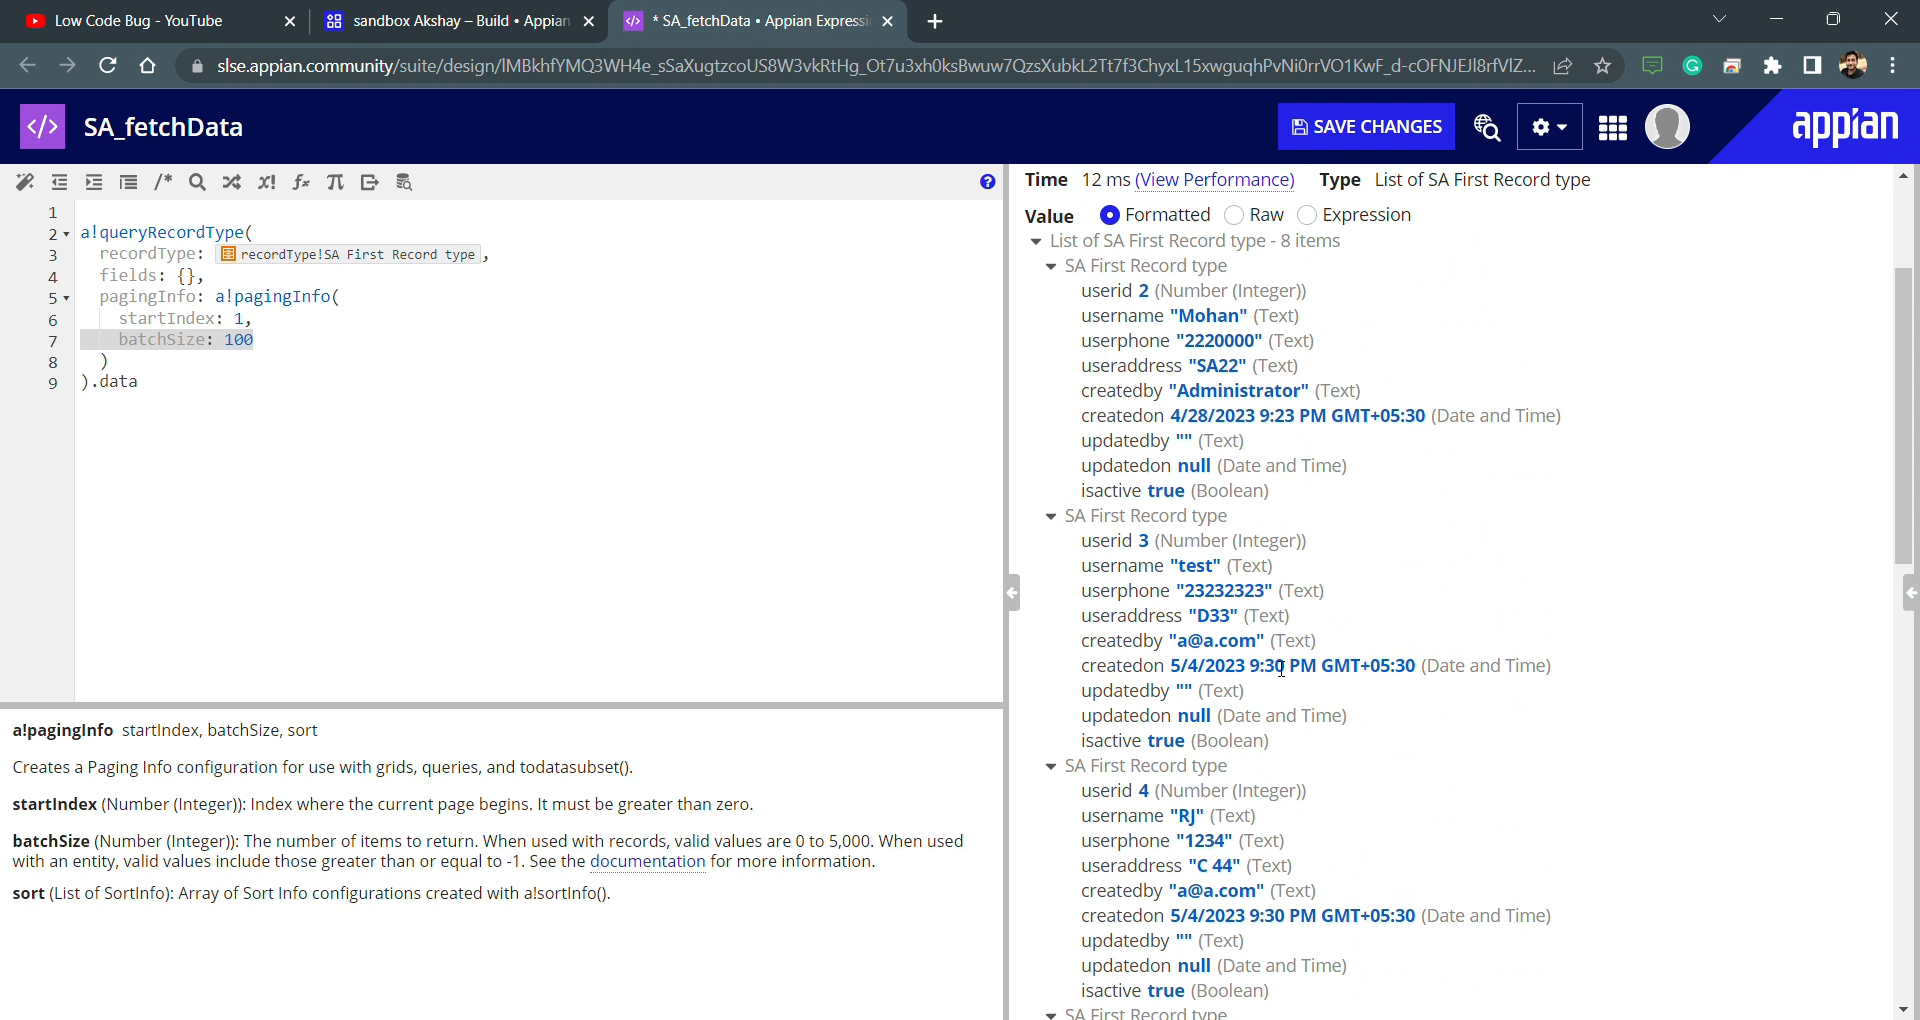 Low Code Bug - YouTube
sandbox Akshay – Build • Appian
* SA_fetchData • Appian Expressi
slse.appian.community/suite/design/
SA_fetchData
SAVE CHANGES
appian
Time 12 ms (View Performance) Type List of SA First Record type
Value Formatted Raw Expression
1
2 a!queryRecordType(
3 recordType: recordType!SA First Record type ,
4 fields: {},
5 pagingInfo: a!pagingInfo(
6 startIndex: 1,
7 batchSize: 100
8 )
9 ).data
a!pagingInfo startIndex, batchSize, sort
Creates a Paging Info configuration for use with grids, queries, and todatasubset().
startIndex (Number (Integer)): Index where the current page begins. It must be greater than zero.
batchSize (Number (Integer)): The number of items to return. When used with records, valid values are 0 to 5,000. When used
with an entity, valid values include those greater than or equal to -1. See the documentation for more information.
sort (List of SortInfo): Array of Sort Info configurations created with a!sortInfo().
List of SA First Record type - 8 items
SA First Record type
userid 2 (Number (Integer))
username "Mohan" (Text)
userphone "2220000" (Text)
useraddress "SA22" (Text)
createdby "Administrator" (Text)
createdon 4/28/2023 9:23 PM GMT+05:30 (Date and Time)
updatedby "" (Text)
updatedon null (Date and Time)
isactive true (Boolean)
SA First Record type
userid 3 (Number (Integer))
username "test" (Text)
userphone "23232323" (Text)
useraddress "D33" (Text)
createdby "a@a.com" (Text)
createdon 5/4/2023 9:30 PM GMT+05:30 (Date and Time)
updatedby "" (Text)
updatedon null (Date and Time)
isactive true (Boolean)
SA First Record type
userid 4 (Number (Integer))
username "RJ" (Text)
userphone "1234" (Text)
useraddress "C 44" (Text)
createdby "a@a.com" (Text)
createdon 5/4/2023 9:30 PM GMT+05:30 (Date and Time)
updatedby "" (Text)
updatedon null (Date and Time)
isactive true (Boolean)
SA First Record type